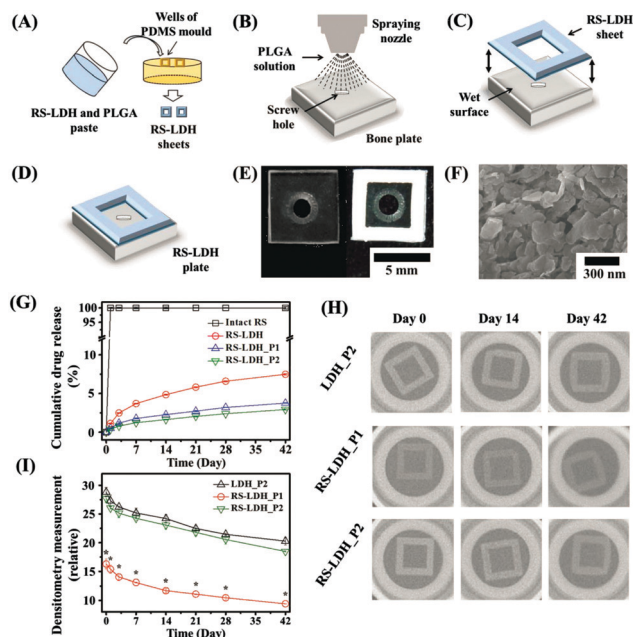 (A)
Wells of
PDMS mould
RS-LDH and PLGA
paste
RS-LDH
sheets
(B)
Spraying
nozzle
PLGA
solution
Screw
hole
Bone plate
(C)
RS-LDH
sheet
Wet
surface
(D)
RS-LDH
plate
(E)
5 mm
(F)
300 nm
(G)
Cumulative drug release
(%)
100
95
10
5
0
Intact RS
RS-LDH
RS-LDH_P1
RS-LDH_P2
0 7 14 21 28 35 42
Time (Day)
(H)
Day 0 Day 14 Day 42
LDH_P2
RS-LDH_P1
RS-LDH_P2
(I)
Densitometry measurement
(relative)
30
25
20
15
10
LDH_P2
RS-LDH_P1
RS-LDH_P2
* * * * * * * *
0 7 14 21 28 35 42
Time (Day)